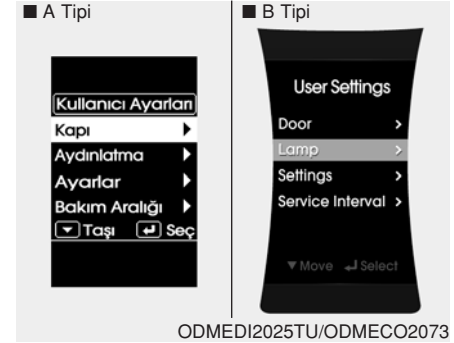 ■ A Tipi
■ B Tipi
Kullanıcı Ayarları
Kapı
Aydınlatma
Ayarlar
Bakım Aralığı
Taşı Seç
User Settings
Door >
Lamp >
Settings >
Service Interval >
▼Move ↲Select
ODMEDI2025TU/ODMECO2073